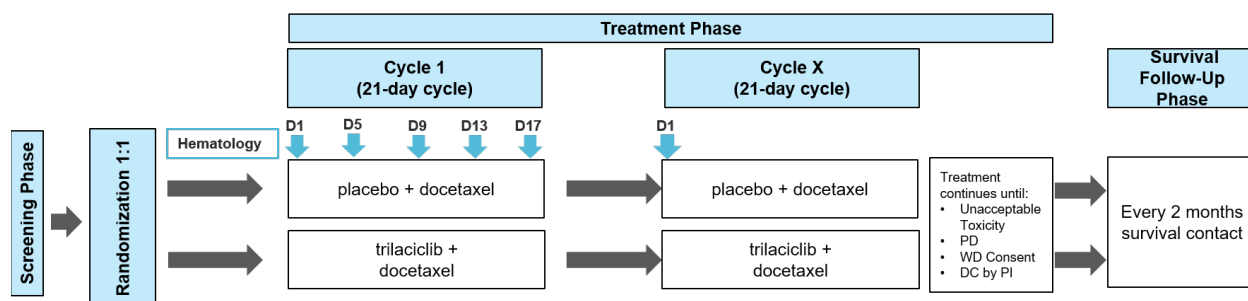 Treatment Phase
Cycle 1
(21-day cycle)
Cycle X
(21-day cycle)
Survival
Follow-Up
Phase
Screening Phase
Randomization 1:1
Hematology
D1
D5
D9
D13
D17
D1
placebo + docetaxel
placebo + docetaxel
trilaciclib +
docetaxel
trilaciclib +
docetaxel
Treatment
continues until:
• Unacceptable
Toxicity
• PD
• WD Consent
• DC by PI
Every 2 months
survival contact